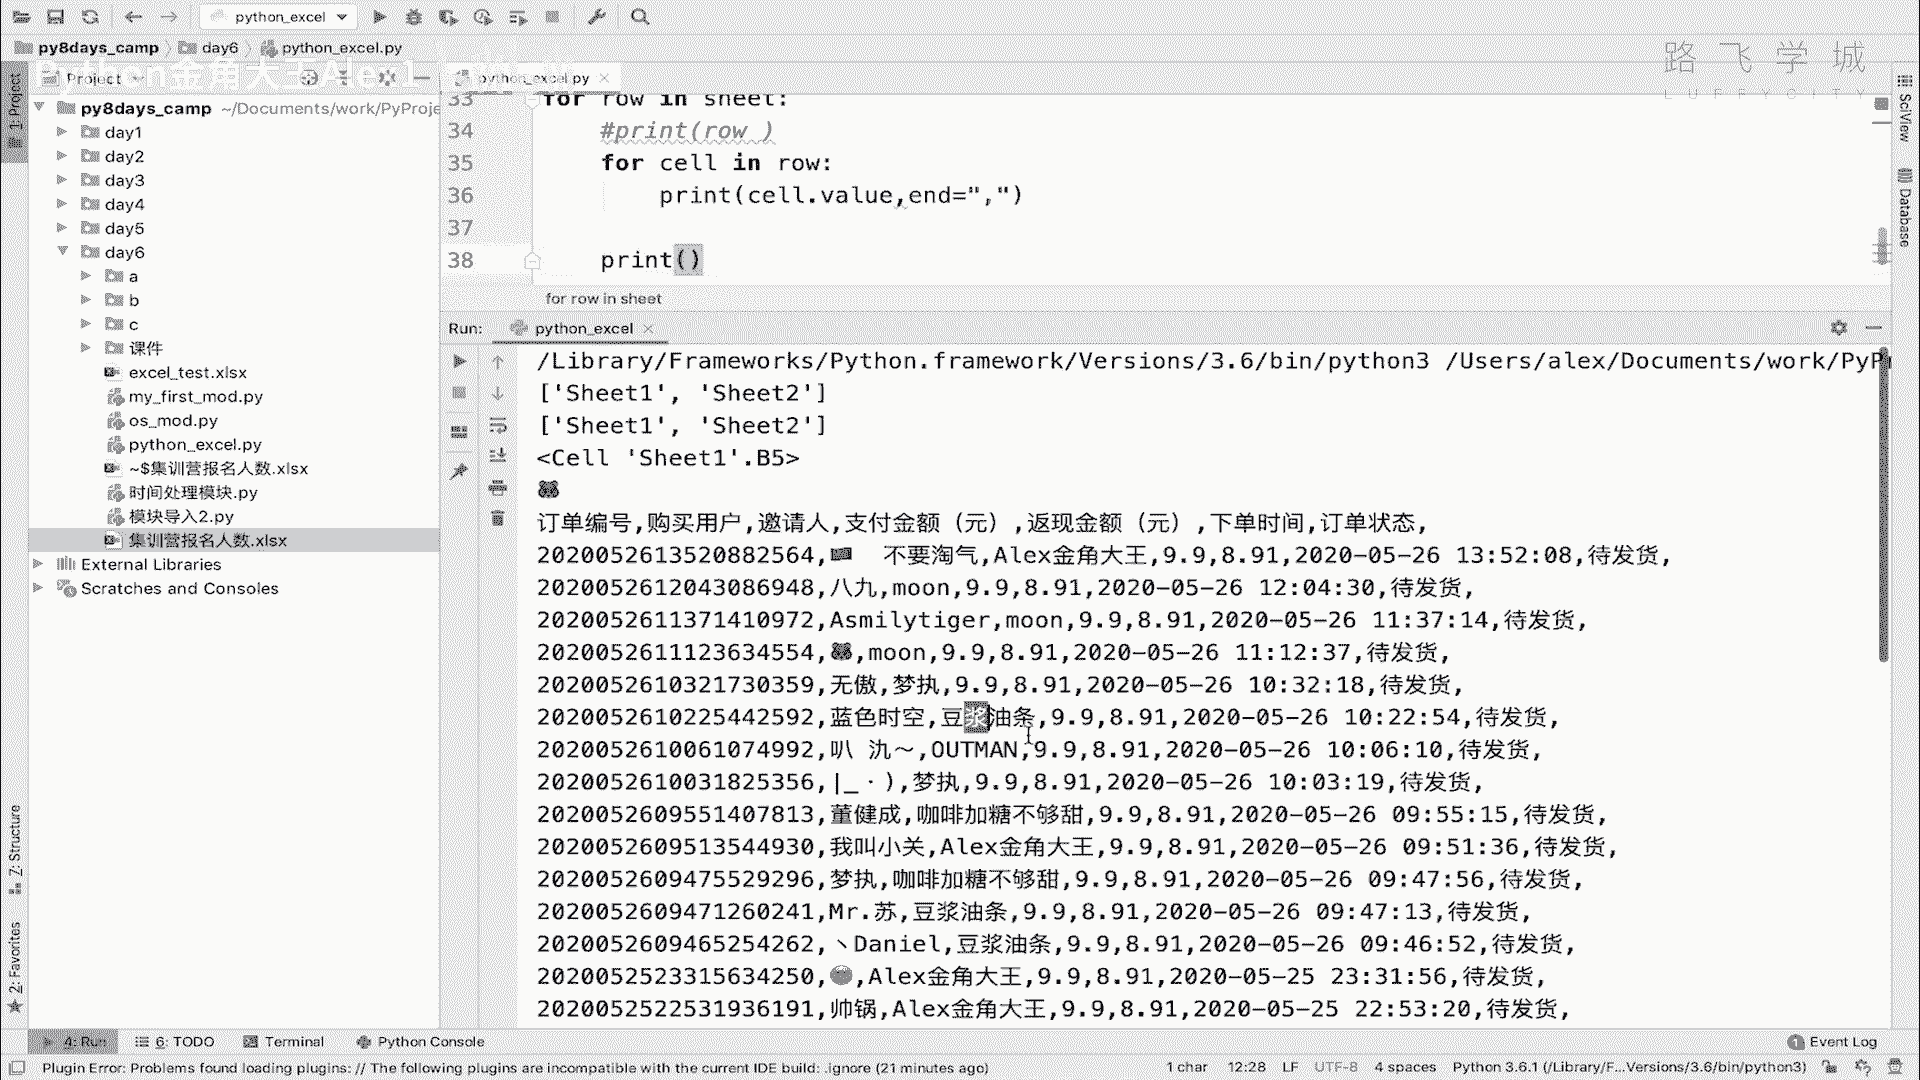 python_excel
py8days_camp
day6
python_excel.py
路飞学城
LUFFYCITY
Python金角大王Alex1
Project
python_excel.py
1: Project
py8days_camp ~/Documents/work/PyProje
day1
day2
day3
day4
day5
day6
a
b
c
课件
excel_test.xlsx
my_first_mod.py
os_mod.py
python_excel.py
~$集训营报名人数.xlsx
时间处理模块.py
模块导入2.py
集训营报名人数.xlsx
External Libraries
Scratches and Consoles
33 for row in sheet:
34 #print(row )
35 for cell in row:
36 print(cell.value,end=",")
37
38 print()
for row in sheet
SciView
Database
Run: python_excel
/Library/Frameworks/Python.framework/Versions/3.6/bin/python3 /Users/alex/Documents/work/PyPr
['Sheet1', 'Sheet2']
['Sheet1', 'Sheet2']
<Cell 'Sheet1'.B5>
订单编号,购买用户,邀请人,支付金额（元）,返现金额（元）,下单时间,订单状态,
2020052613520882564, 不要淘气,Alex金角大王,9.9,8.91,2020-05-26 13:52:08,待发货,
2020052612043086948,八九,moon,9.9,8.91,2020-05-26 12:04:30,待发货,
2020052611371410972,Asmilytiger,moon,9.9,8.91,2020-05-26 11:37:14,待发货,
2020052611123634554,,moon,9.9,8.91,2020-05-26 11:12:37,待发货,
2020052610321730359,无傲,梦执,9.9,8.91,2020-05-26 10:32:18,待发货,
2020052610225442592,蓝色时空,豆浆油条,9.9,8.91,2020-05-26 10:22:54,待发货,
2020052610061074992,叭 氿～,OUTMAN,9.9,8.91,2020-05-26 10:06:10,待发货,
2020052610031825356,|_・),梦执,9.9,8.91,2020-05-26 10:03:19,待发货,
2020052609551407813,董健成,咖啡加糖不够甜,9.9,8.91,2020-05-26 09:55:15,待发货,
2020052609513544930,我叫小关,Alex金角大王,9.9,8.91,2020-05-26 09:51:36,待发货,
2020052609475529296,梦执,咖啡加糖不够甜,9.9,8.91,2020-05-26 09:47:56,待发货,
2020052609471260241,Mr.苏,豆浆油条,9.9,8.91,2020-05-26 09:47:13,待发货,
2020052609465254262,丶Daniel,豆浆油条,9.9,8.91,2020-05-26 09:46:52,待发货,
2020052523315634250,,Alex金角大王,9.9,8.91,2020-05-25 23:31:56,待发货,
2020052522531936191,帅锅,Alex金角大王,9.9,8.91,2020-05-25 22:53:20,待发货,
7: Structure
2: Favorites
4: Run
6: TODO
Terminal
Python Console
1 Event Log
Plugin Error: Problems found loading plugins: // The following plugins are incompatible with the current IDE build: .ignore (21 minutes ago)
1 char 12:28 LF UTF-8 4 spaces Python 3.6.1 (/Library/F...Versions/3.6/bin/python3)